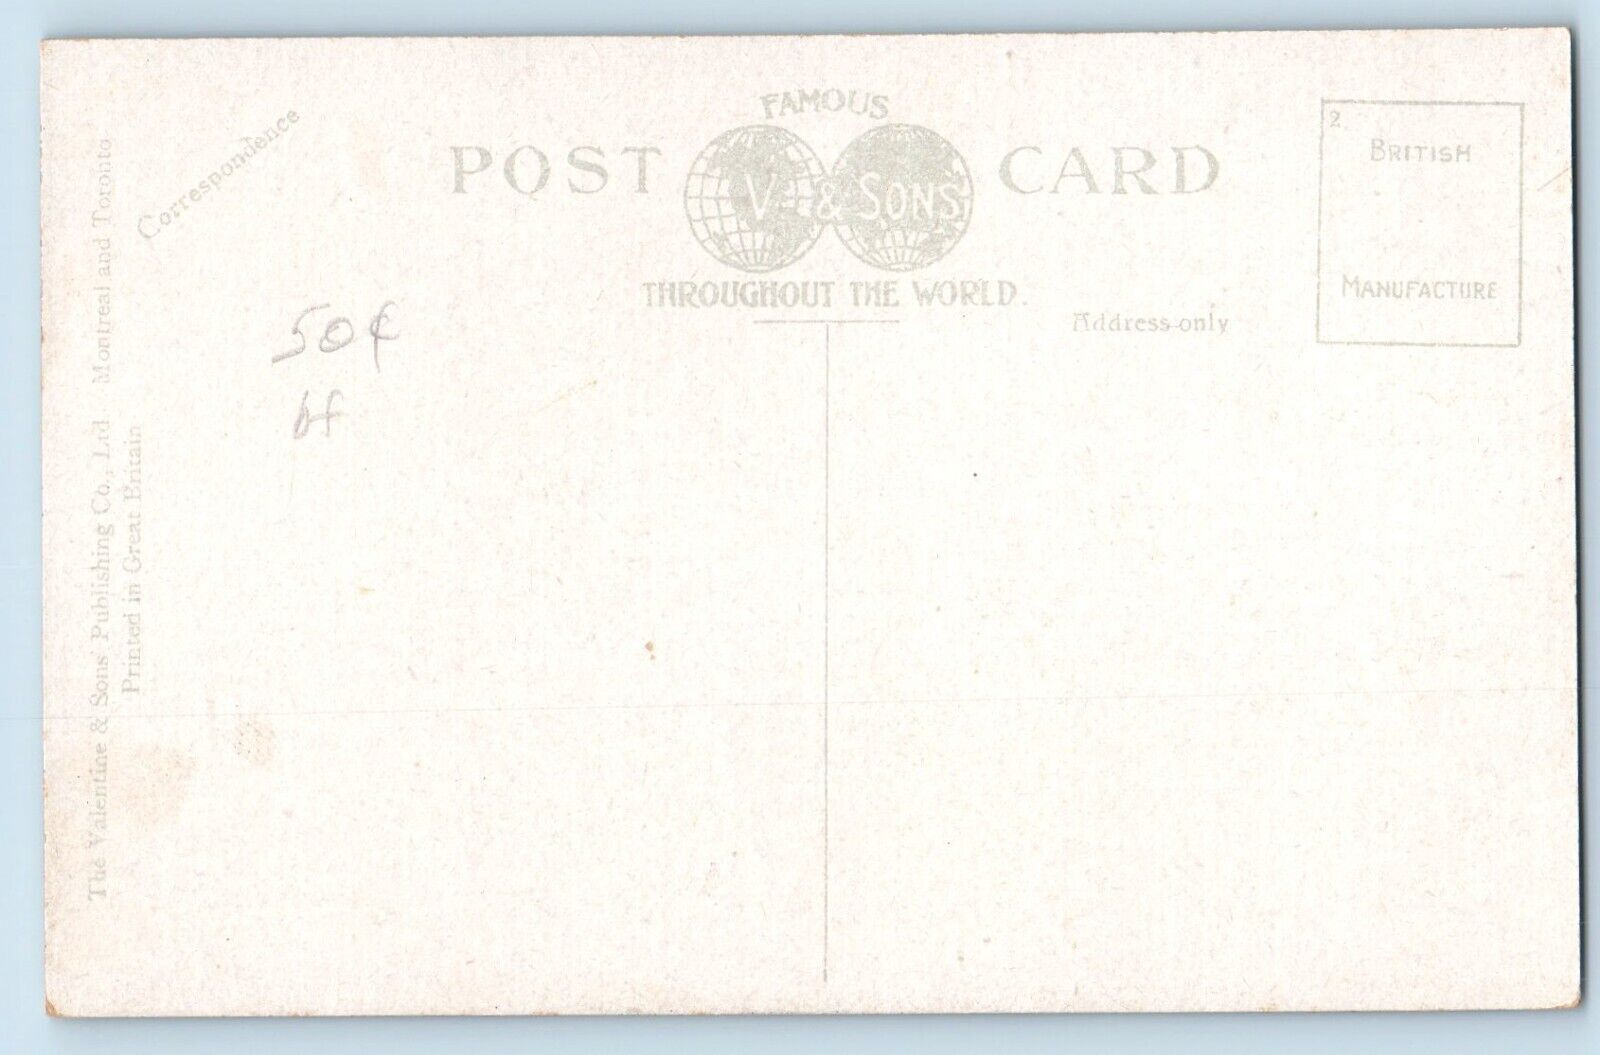 FAMOUS
POST V & SONS CARD
THROUGHOUT THE WORLD.
Correspondence
Address only
2
BRITISH
MANUFACTURE
50¢
The Valentine & Sons' Publishing Co., Ltd. Montreal and Toronto
Printed in Great Britain